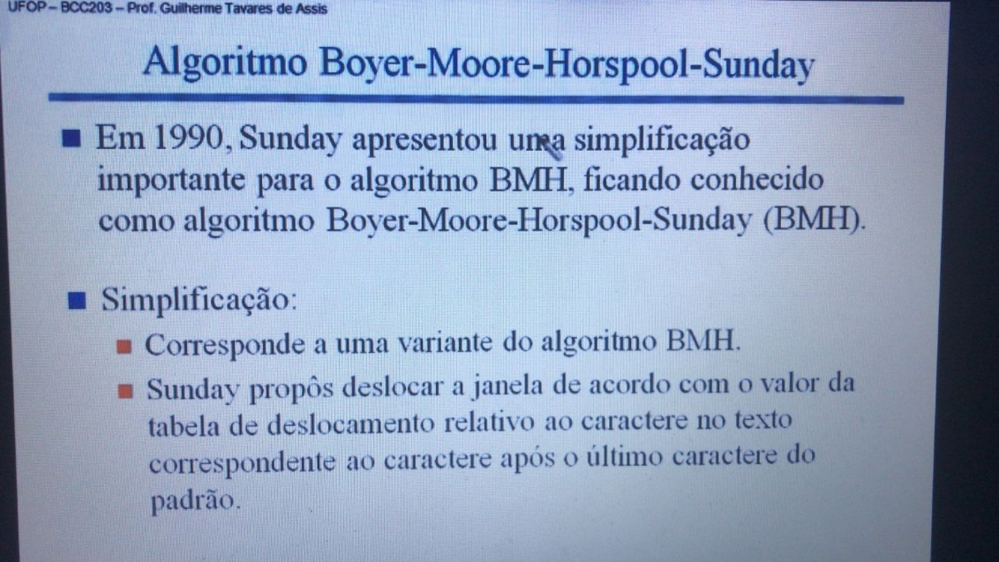 UFOP – BCC203 – Prof. Guilherme Tavares de Assis
Algoritmo Boyer-Moore-Horspool-Sunday
Em 1990, Sunday apresentou uma simplificação
importante para o algoritmo BMH, ficando conhecido
como algoritmo Boyer-Moore-Horspool-Sunday (BMH).
Simplificação:
Corresponde a uma variante do algoritmo BMH.
Sunday propôs deslocar a janela de acordo com o valor da
tabela de deslocamento relativo ao caractere no texto
correspondente ao caractere após o último caractere do
padrão.